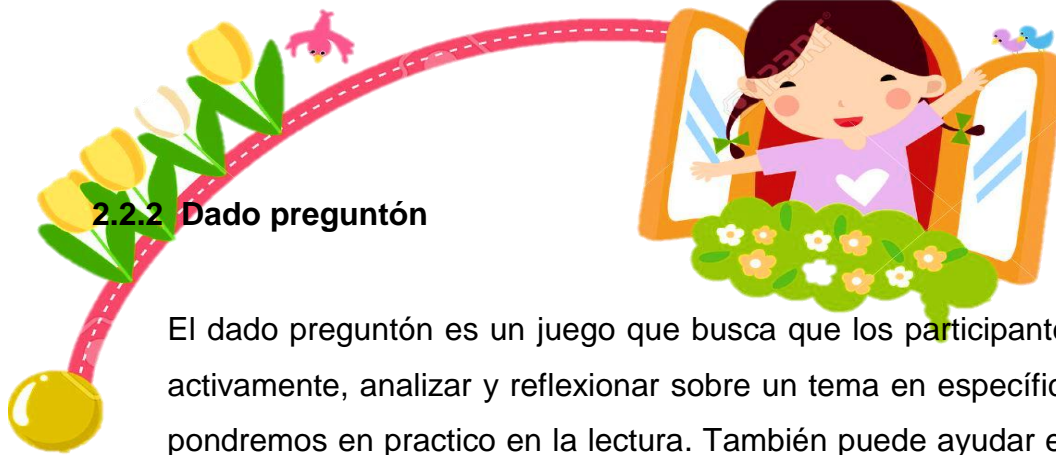 2.2.2 Dado preguntón
El dado preguntón es un juego que busca que los participante
activamente, analizar y reflexionar sobre un tema en específic
pondremos en practico en la lectura. También puede ayudar e